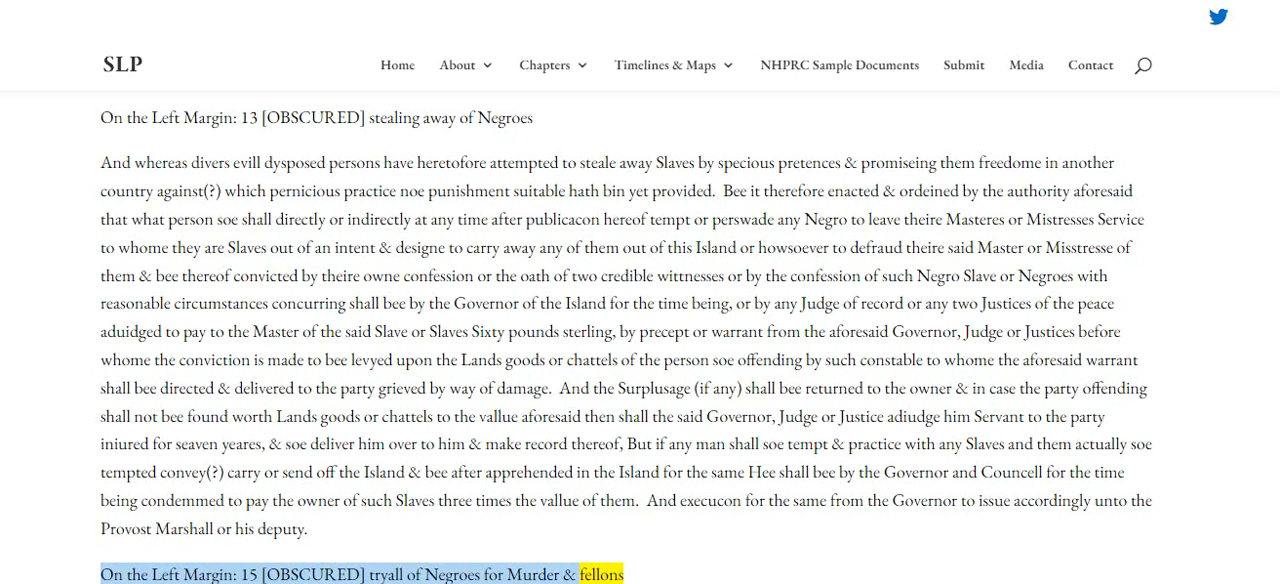 SLP
Home About Chapters Timelines & Maps NHPRC Sample Documents Submit Media Contact
On the Left Margin: 13 [OBSCURED] stealing away of Negroes
And whereas divers evill dysposed persons have heretofore attempted to steale away Slaves by specious pretences & promiseing them freedome in another
country against(?) which pernicious practice noe punishment suitable hath bin yet provided. Bee it therefore enacted & ordeined by the authority aforesaid
that what person soe shall directly or indirectly at any time after publicacon hereof tempt or perswade any Negro to leave theire Masteres or Mistresses Service
to whome they are Slaves out of an intent & designe to carry away any of them out of this Island or howsoever to defraud theire said Master or Misstresse of
them & bee thereof convicted by theire owne confession or the oath of two credible wittnesses or by the confession of such Negro Slave or Negroes with
reasonable circumstances concurring shall bee by the Governor of the Island for the time being, or by any Judge of record or any two Justices of the peace
aduidged to pay to the Master of the said Slave or Slaves Sixty pounds sterling, by precept or warrant from the aforesaid Governor, Judge or Justices before
whome the conviction is made to bee levyed upon the Lands goods or chattels of the person soe offending by such constable to whome the aforesaid warrant
shall bee directed & delivered to the party grieved by way of damage. And the Surplusage (if any) shall bee returned to the owner & in case the party offending
shall not bee found worth Lands goods or chattels to the vallue aforesaid then shall the said Governor, Judge or Justice adiudge him Servant to the party
iniured for seaven yeares, & soe deliver him over to him & make record thereof, But if any man shall soe tempt & practice with any Slaves and them actually soe
tempted convey(?) carry or send off the Island & bee after apprehended in the Island for the same Hee shall bee by the Governor and Councell for the time
being condemmed to pay the owner of such Slaves three times the vallue of them. And execucon for the same from the Governor to issue accordingly unto the
Provost Marshall or his deputy.
On the Left Margin: 15 [OBSCURED] tryall of Negroes for Murder & fellons